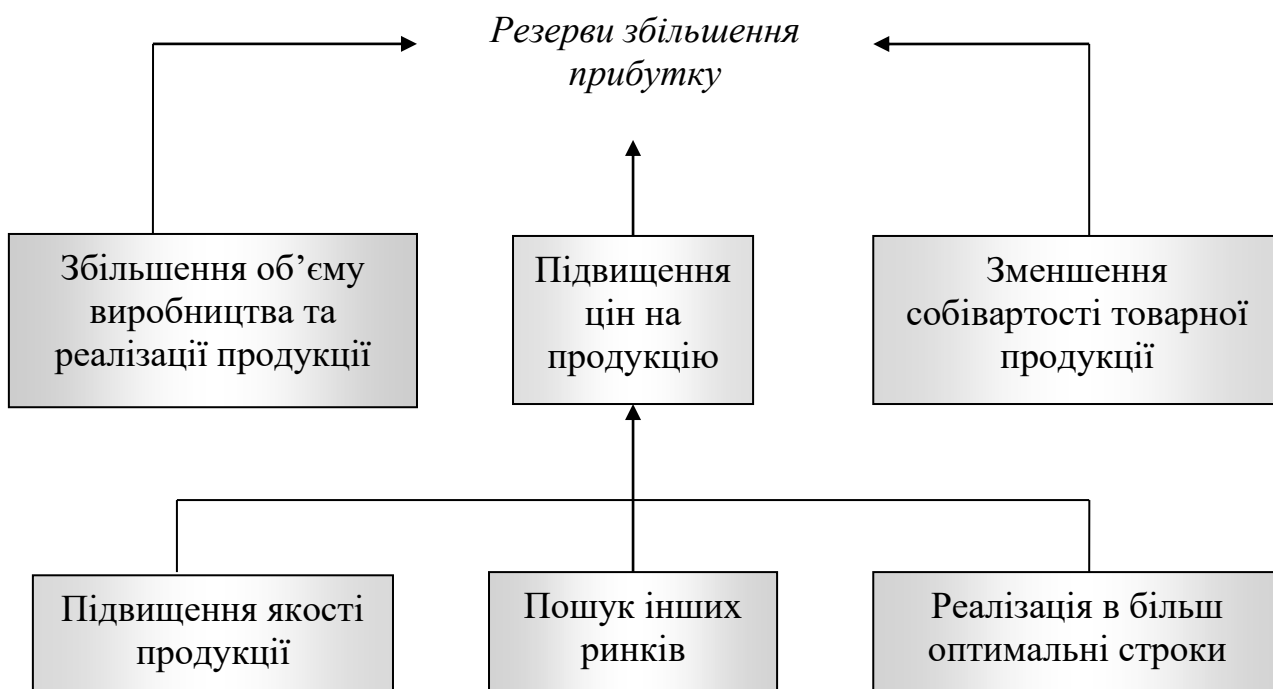 Резерви збільшення
прибутку
Збільшення об’єму
виробництва та
реалізації продукції
Підвищення
цін на
продукцію
Зменшення
собівартості товарної
продукції
Підвищення якості
продукції
Пошук інших
ринків
Реалізація в більш
оптимальні строки